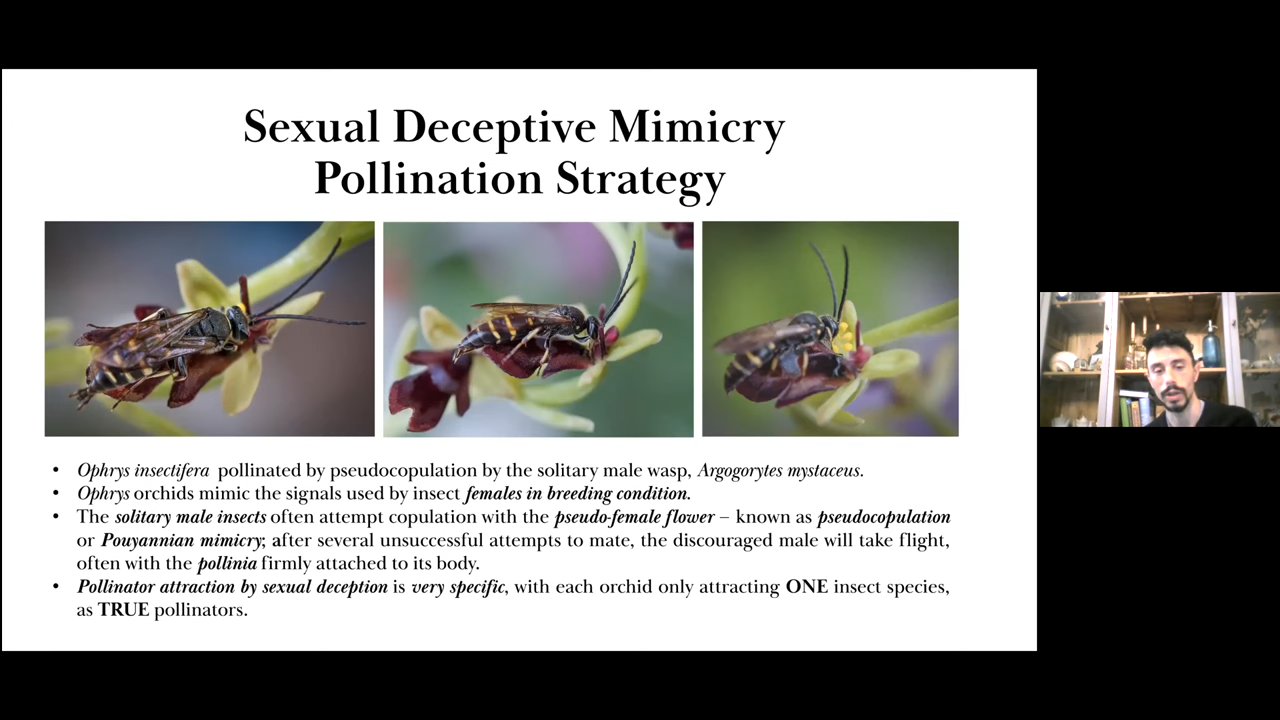 Sexual Deceptive Mimicry
Pollination Strategy
• Ophrys insectifera pollinated by pseudocopulation by the solitary male wasp, Argogorytes mystaceus.
• Ophrys orchids mimic the signals used by insect females in breeding condition.
• The solitary male insects often attempt copulation with the pseudo-female flower – known as pseudocopulation
or Pouyannian mimicry; after several unsuccessful attempts to mate, the discouraged male will take flight,
often with the pollinia firmly attached to its body.
• Pollinator attraction by sexual deception is very specific, with each orchid only attracting ONE insect species,
as TRUE pollinators.